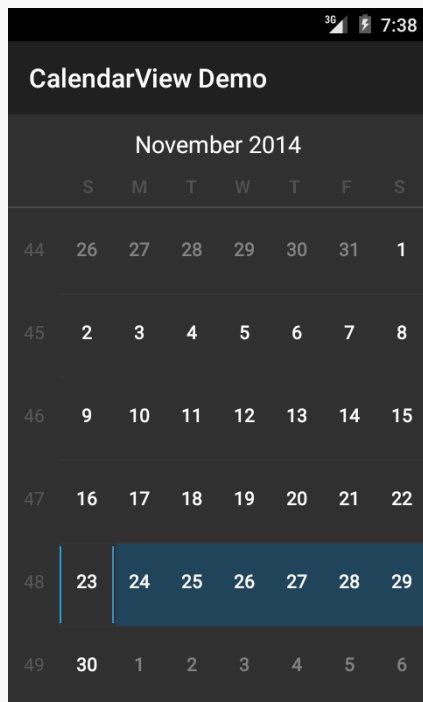 3G 7:38
CalendarView Demo
November 2014
S M T W T F S
44 26 27 28 29 30 31 1
45 2 3 4 5 6 7 8
46 9 10 11 12 13 14 15
47 16 17 18 19 20 21 22
48 23 24 25 26 27 28 29
49 30 1 2 3 4 5 6